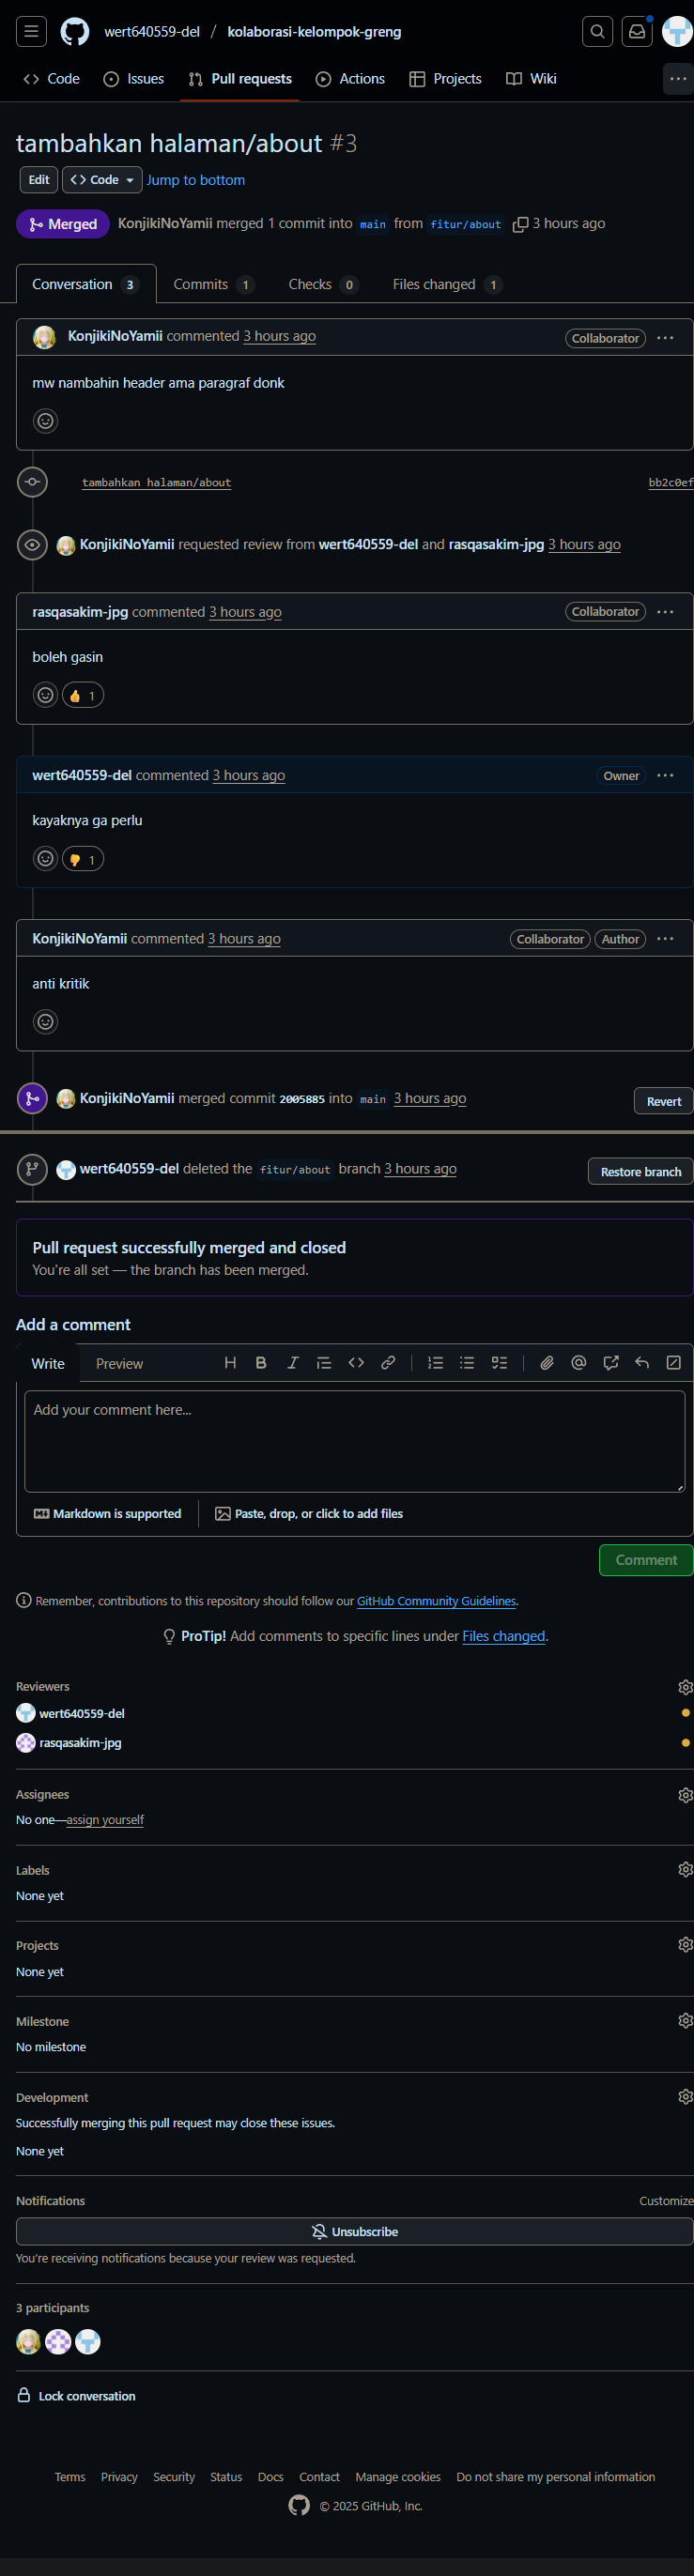 wert640559-del / kolaborasi-kelompok-greng
Code Issues Pull requests Actions Projects Wiki
tambahkan halaman/about #3
Edit Code Jump to bottom
Merged KonjikiNoYamii merged 1 commit into main from fitur/about 3 hours ago
Conversation 3 Commits 1 Checks 0 Files changed 1
KonjikiNoYamii commented 3 hours ago Collaborator
mw nambahin header ama paragraf donk
tambahkan halaman/about bb2c0ef
KonjikiNoYamii requested review from wert640559-del and rasqasakim-jpg 3 hours ago
rasqasakim-jpg commented 3 hours ago Collaborator
boleh gasin
👍 1
wert640559-del commented 3 hours ago Owner
kayaknya ga perlu
👎 1
KonjikiNoYamii commented 3 hours ago Collaborator Author
anti kritik
KonjikiNoYamii merged commit 2005885 into main 3 hours ago Revert
wert640559-del deleted the fitur/about branch 3 hours ago Restore branch
Pull request successfully merged and closed
You're all set — the branch has been merged.
Add a comment
Write Preview
Add your comment here...
Markdown is supported Paste, drop, or click to add files
Comment
Remember, contributions to this repository should follow our GitHub Community Guidelines.
ProTip! Add comments to specific lines under Files changed.
Reviewers
wert640559-del
rasqasakim-jpg
Assignees
No one—assign yourself
Labels
None yet
Projects
None yet
Milestone
No milestone
Development
Successfully merging this pull request may close these issues.
None yet
Notifications Customize
Unsubscribe
You're receiving notifications because your review was requested.
3 participants
Lock conversation
Terms Privacy Security Status Docs Contact Manage cookies Do not share my personal information
© 2025 GitHub, Inc.